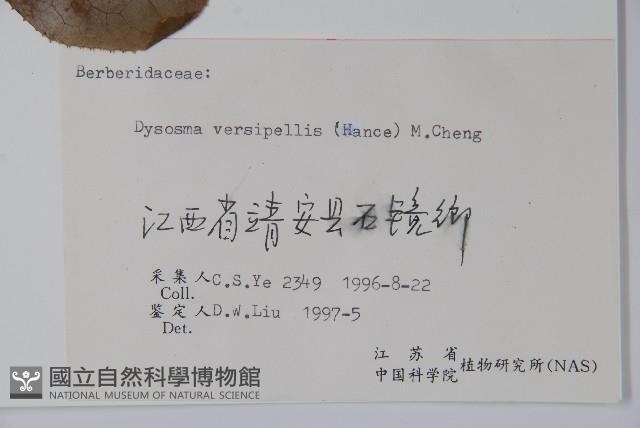 Berberidaceae:
Dysosma versipellis (Hance) M.Cheng
江西省靖安县石镜乡
采集人C.S.Ye 2349 1996-8-22
Coll.
鉴定人D.W.Liu 1997-5
Det.
江苏省
中国科学院植物研究所(NAS)
國立自然科學博物館
NATIONAL MUSEUM OF NATURAL SCIENCE